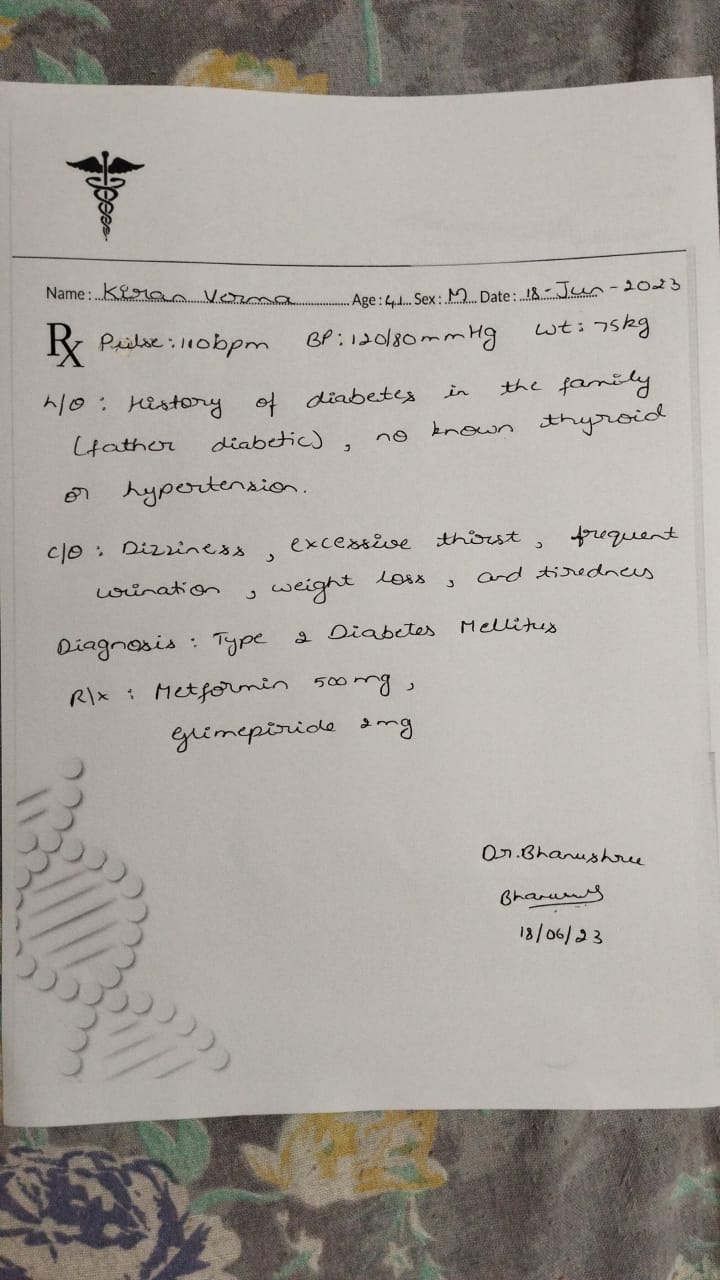 Name: Kiran Verma Age: 41 Sex: M Date: 18-Jun-2023
Rx Pulse: 110bpm BP: 120/80mmHg Wt: 75kg
h/o : History of diabetes in the family
(father diabetic), no known thyroid
or hypertension.
c/o : Dizziness, excessive thirst, frequent
urination, weight loss, and tiredness
Diagnosis : Type 2 Diabetes Mellitus
R/x : Metformin 500mg,
Glimepiride 2mg
Dr.Bhanushree
18/06/23